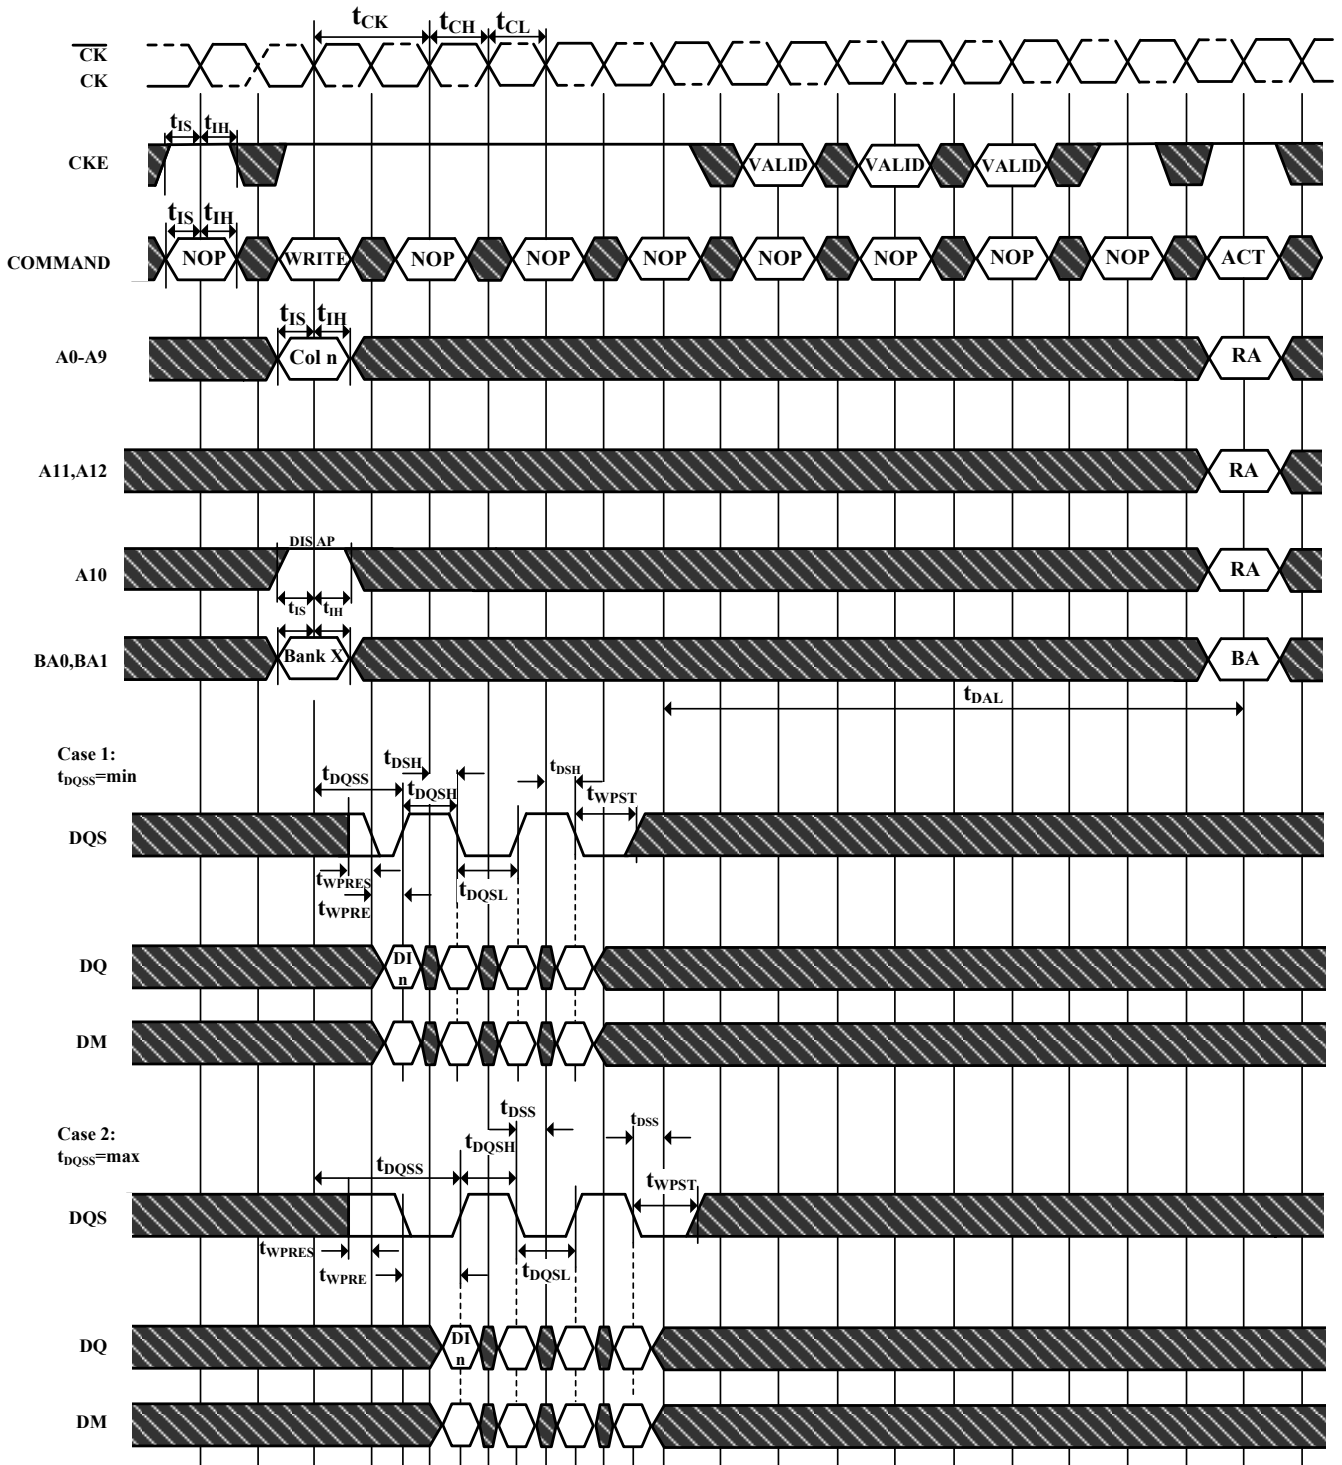 tCK tCH tCL
CK
CK
tIS tIH
CKE VALID VALID VALID
tIS tIH
COMMAND NOP WRITE NOP NOP NOP NOP NOP NOP NOP ACT
tIS tIH
A0-A9 Col n RA
A11,A12 RA
DIS AP
A10 RA
tIS tIH
BA0,BA1 Bank X BA
tDAL
Case 1:
tDQSS=min
tDSH tDSH
tDQSS
tDQSH tWPST
DQS
tWPRES
tDQSL
tWPRE
DQ DI
n
DM
tDSS tDSS
Case 2:
tDQSS=max
tDQSH
tDQSS
tWPST
DQS
tWPRES
tWPRE tDQSL
DQ DI
n
DM